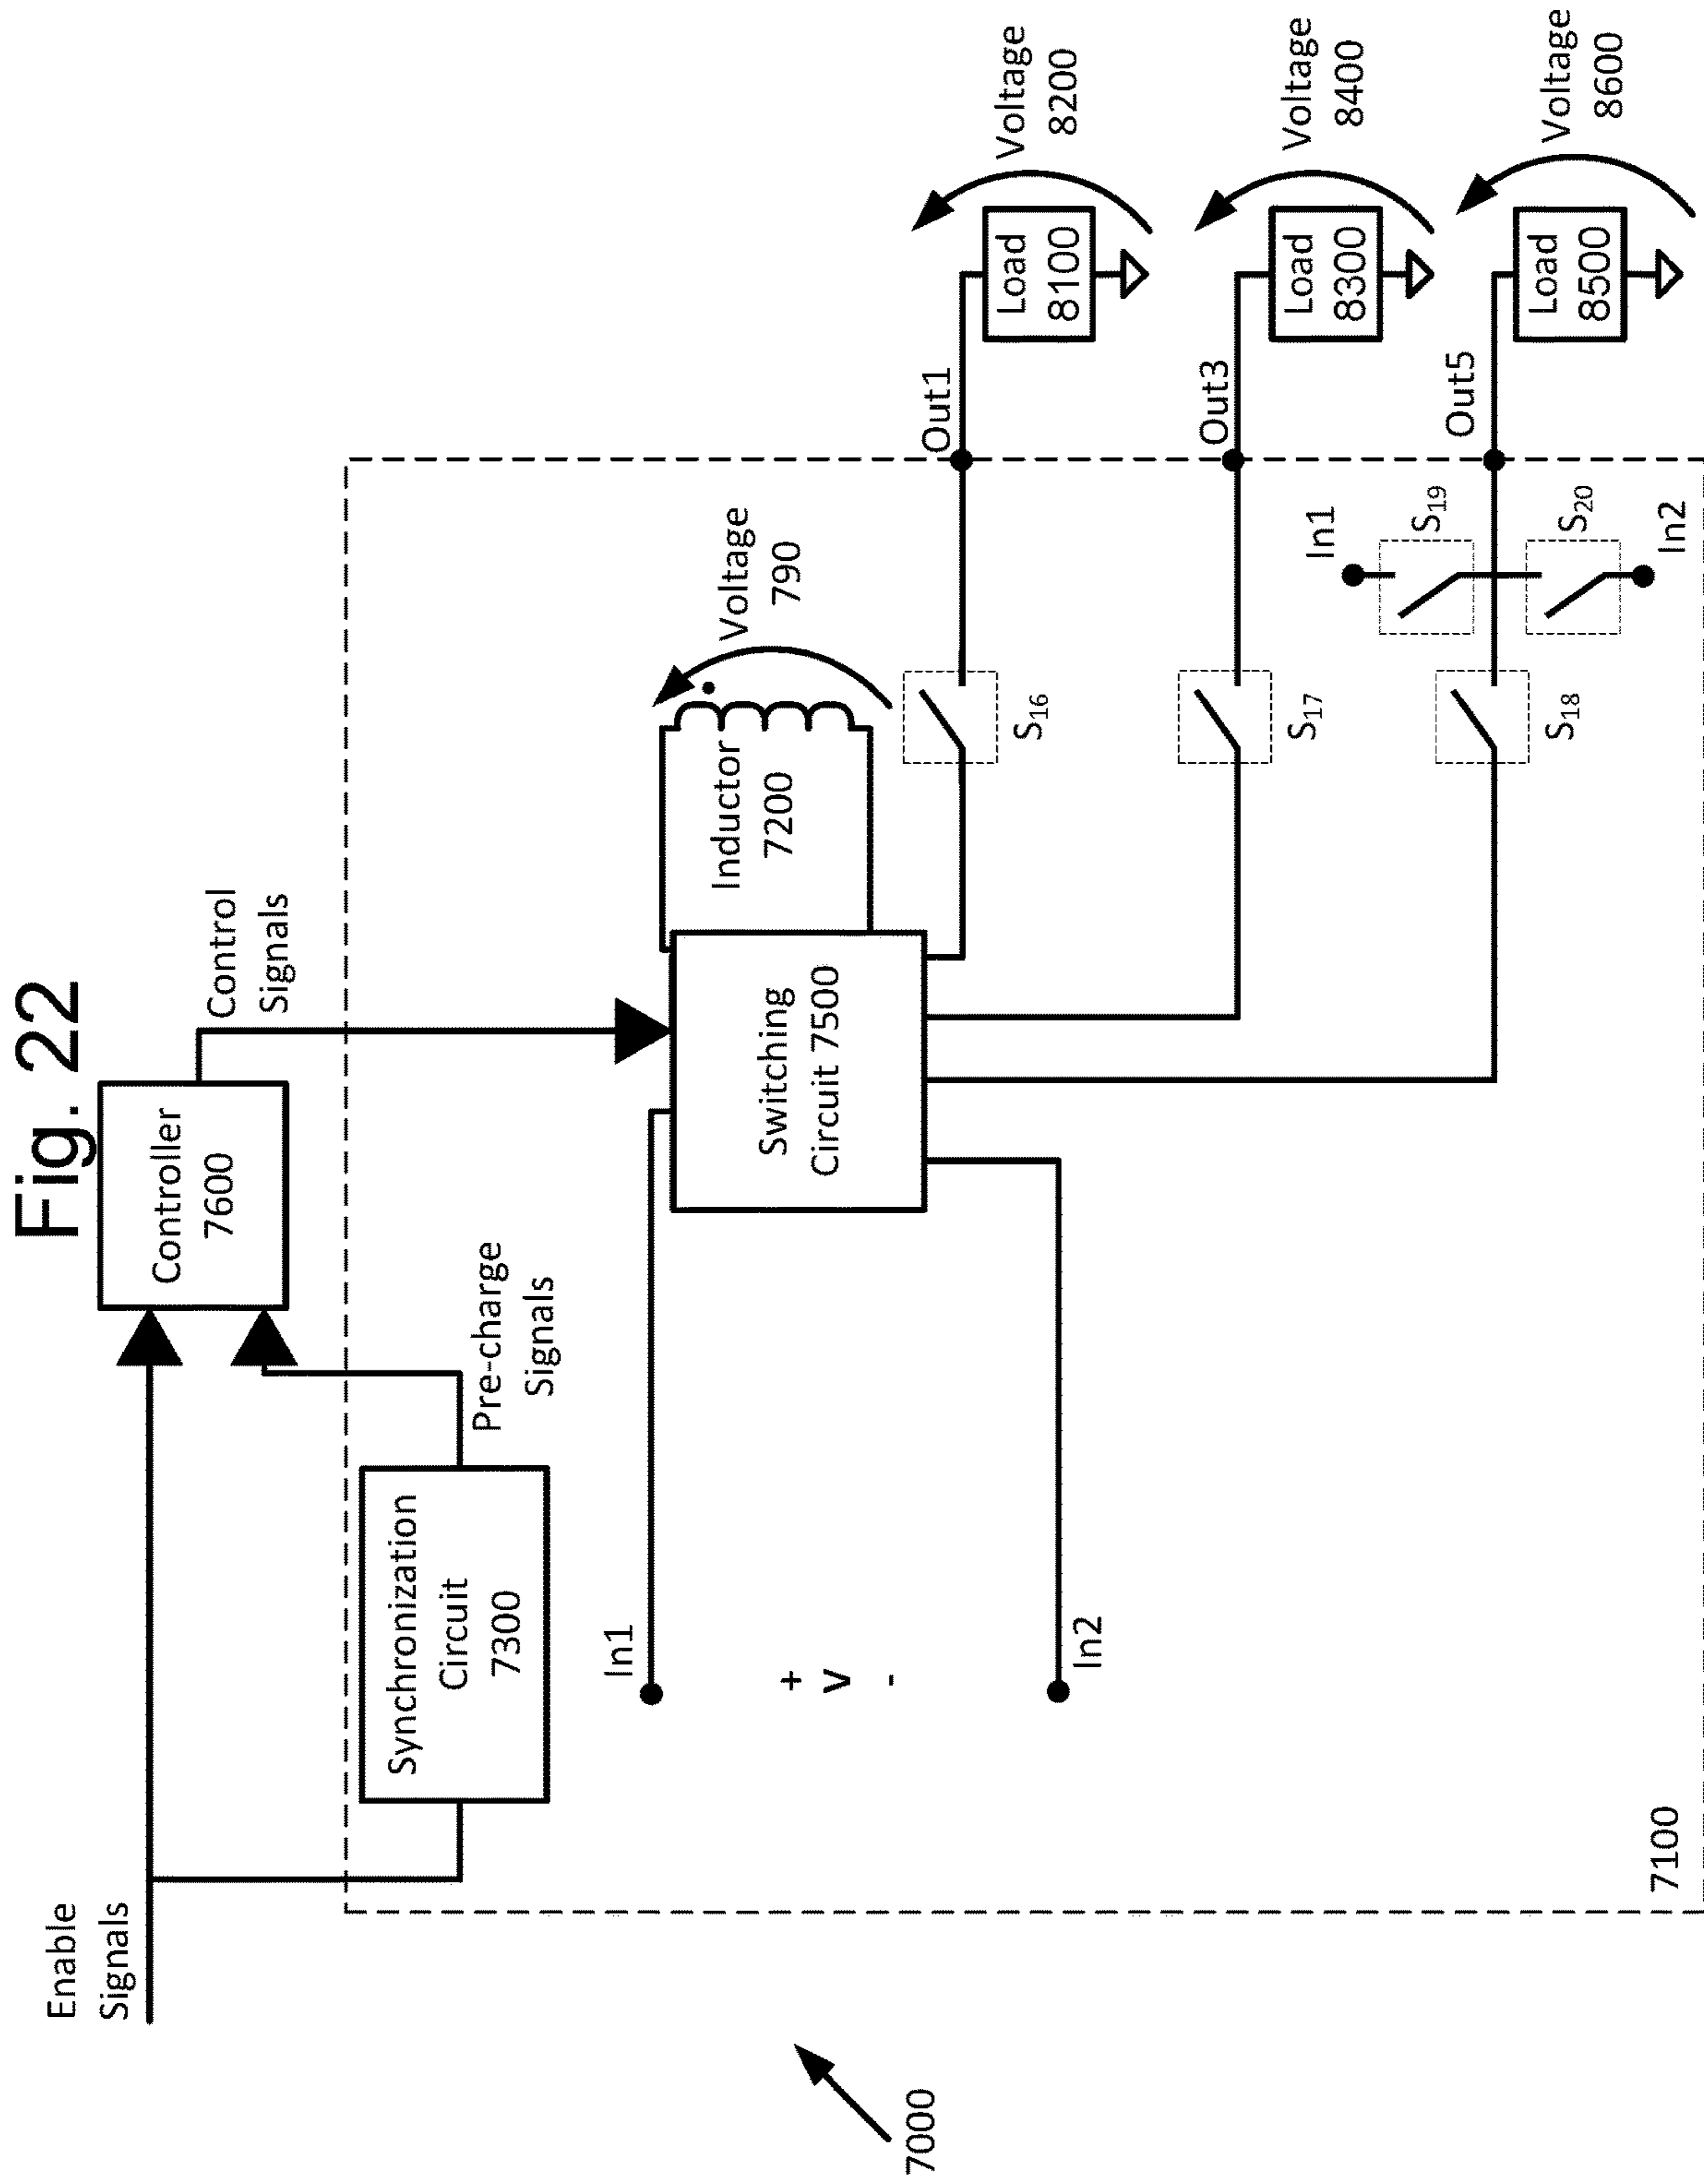 Fig. 22
Enable
Signals
Controller
7600
Control
Signals
Synchronization
Circuit
7300
Pre-charge
Signals
In1
+
V
-
In2
Switching
Circuit 7500
Inductor
7200
Voltage
790
S16
S17
S18
In1
S19
S20
In2
Out1
Out3
Out5
Load
8100
Load
8300
Load
8500
Voltage
8200
Voltage
8400
Voltage
8600
7100
7000